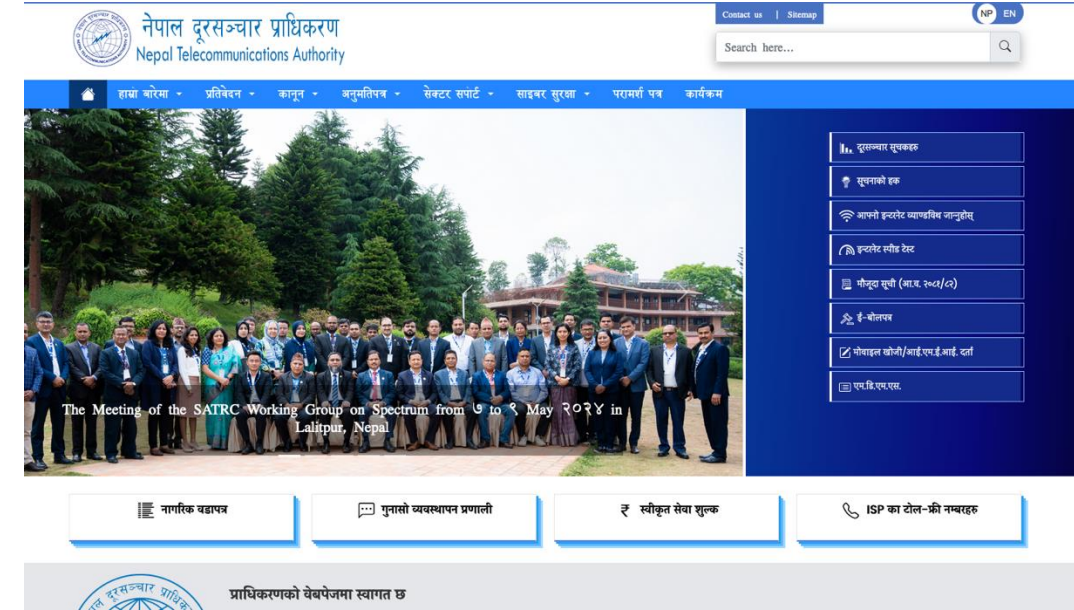 नेपाल दूरसञ्चार प्राधिकरण
Nepal Telecommunications Authority
Contact us | Sitemap
NP EN
Search here...
हाम्रो बारेमा
प्रतिवेदन
कानून
अनुमतिपत्र
सेक्टर सपोर्ट
साइबर सुरक्षा
परामर्श पत्र
कार्यक्रम
The Meeting of the SATRC Working Group on Spectrum from ७ to ९ May २०२४ in
Lalitpur, Nepal
दूरसञ्चार सूचकहरु
सूचनाको हक
आफ्नो इन्टरनेट ब्याण्डविथ जान्नुहोस्
इन्टरनेट स्पीड टेस्ट
मौजूदा सूची (आ.व. २०८१/८२)
ई-बोलपत्र
मोवाइल खोजी/आई.एम.ई.आई. दर्ता
एम.डि.एम.एस.
नागरिक वडापत्र
गुनासो व्यवस्थापन प्रणाली
₹ स्वीकृत सेवा शुल्क
ISP का टोल-फ्री नम्बरहरु
दूरसञ्चार
प्राधिकरणको वेबपेजमा स्वागत छ